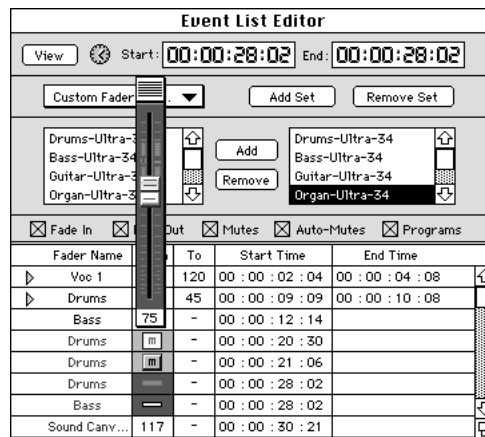 Event List Editor
View Start: 00:00:28:02 End: 00:00:28:02
Custom Fader . Add Set Remove Set
Drums-Ultra-34 Add Drums-Ultra-34
Bass-Ultra-34 Bass-Ultra-34
Guitar-Ultra-3 Remove Guitar-Ultra-34
Organ-Ultra-3 Organ-Ultra-34
Fade In Out Mutes Auto-Mutes Programs
Fader Name To Start Time End Time
Voc 1 120 00 : 00 : 02 : 04 00 : 00 : 04 : 08
Drums 45 00 : 00 : 09 : 09 00 : 00 : 10 : 08
Bass 75 - 00 : 00 : 12 : 14
Drums m - 00 : 00 : 20 : 30
Drums m - 00 : 00 : 21 : 06
Drums - 00 : 00 : 28 : 02
Bass - 00 : 00 : 28 : 02
Sound Canv... 117 - 00 : 00 : 30 : 21